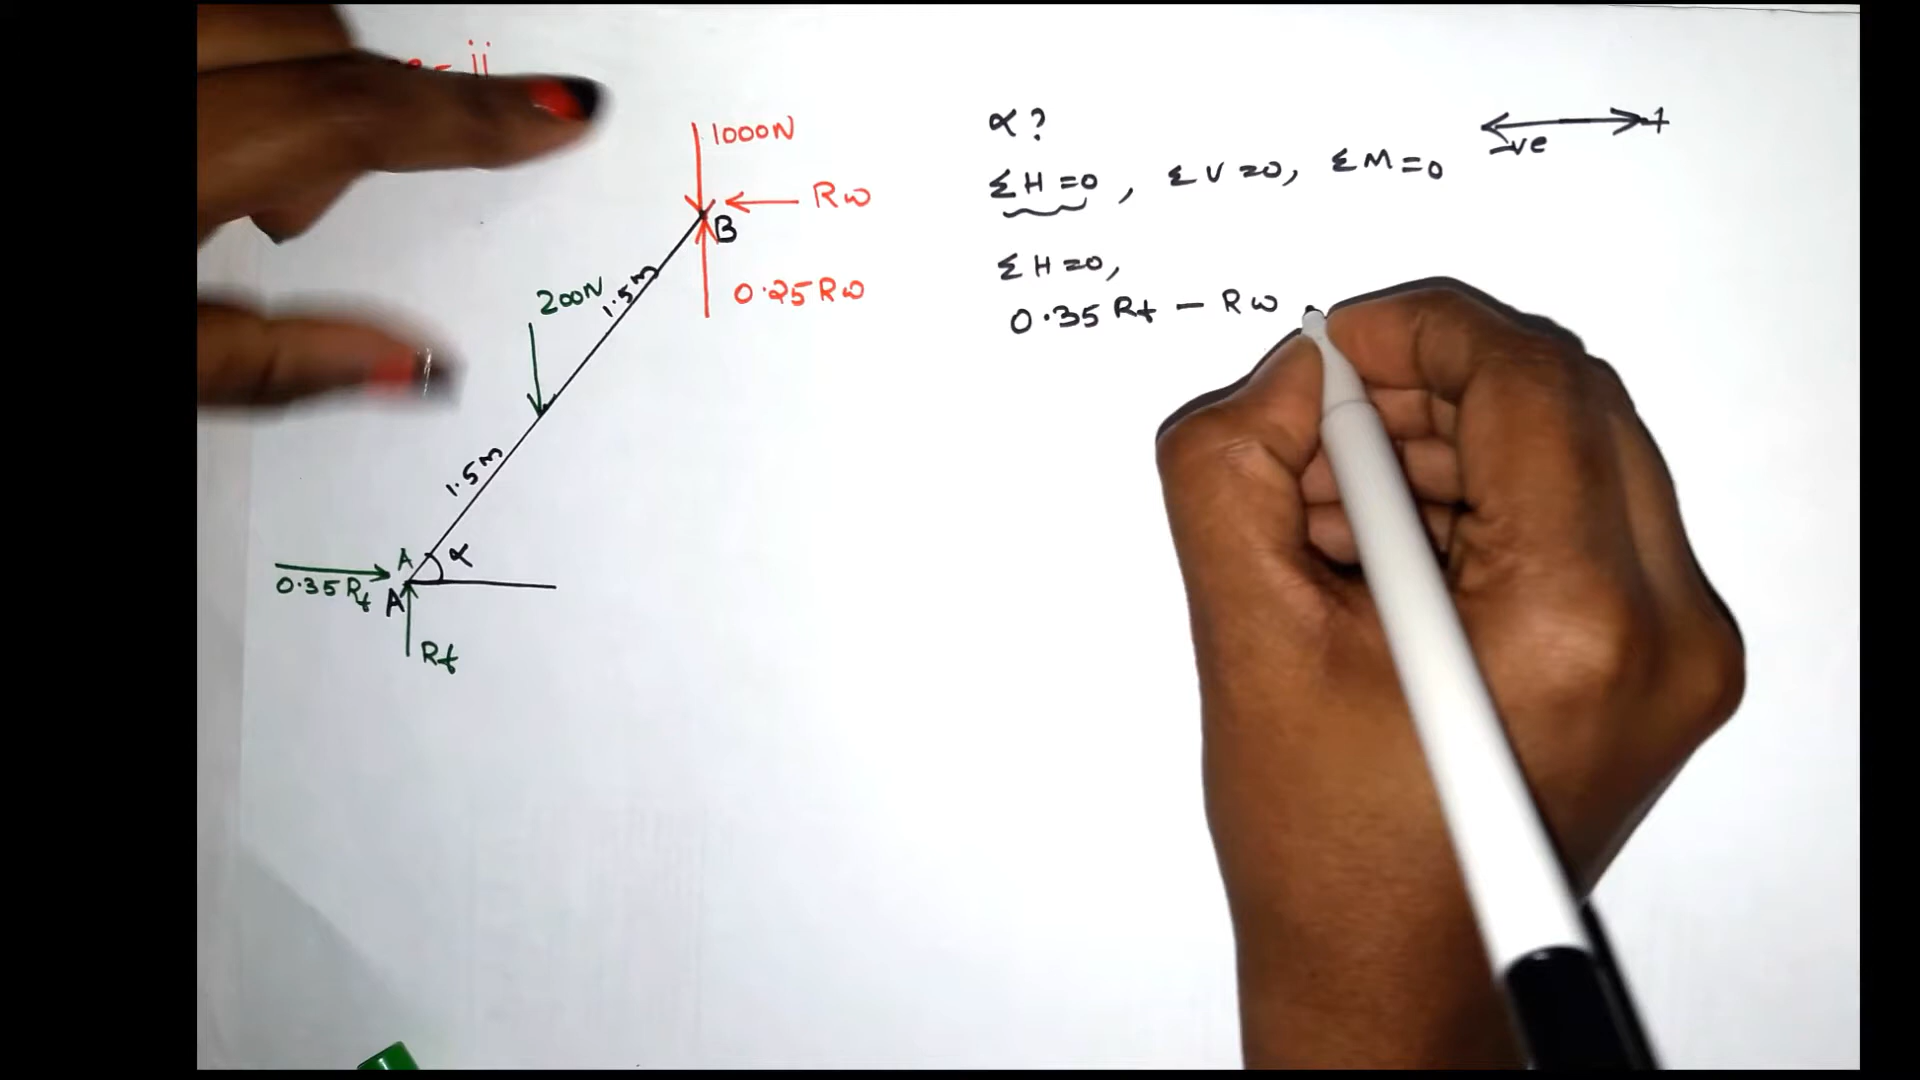 ii
1000N
Rw
B
0.25 Rw
200N
1.5m
1.5m
A
α
0.35 Rf
A
Rf
α?
ΣH=0, ΣV=0, ΣM=0
-ve +
ΣH=0,
0.35 Rf - Rw